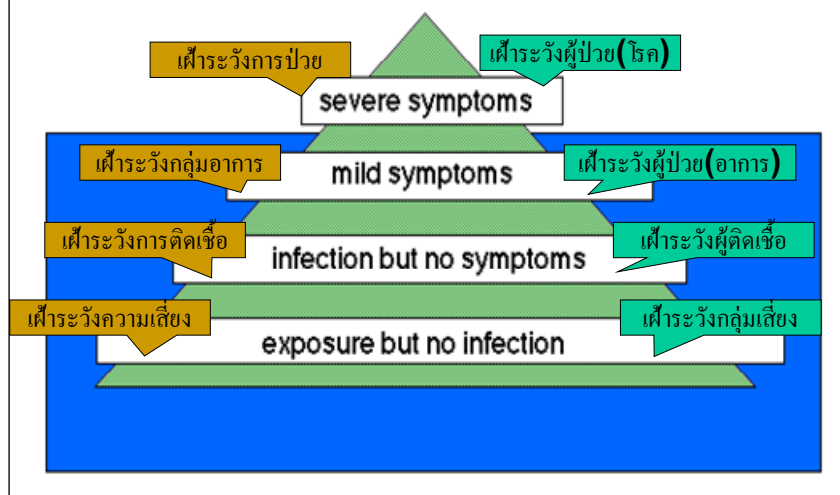 เฝ้าระวังการป่วย
เฝ้าระวังผู้ป่วย(โรค)
severe symptoms
เฝ้าระวังกลุ่มอาการ
mild symptoms
เฝ้าระวังผู้ป่วย(อาการ)
เฝ้าระวังการติดเชื้อ
infection but no symptoms
เฝ้าระวังผู้ติดเชื้อ
เฝ้าระวังความเสี่ยง
exposure but no infection
เฝ้าระวังกลุ่มเสี่ยง